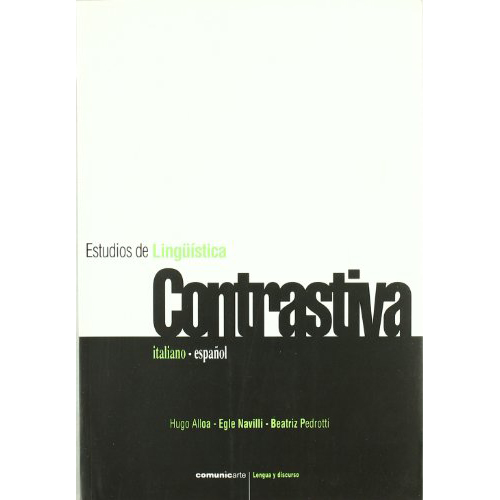 Estudios de Lingüística
Contrastiva
italiano - español
Hugo Alloa - Egle Navilli - Beatriz Pedrotti
comunicarte | Lengua y discurso